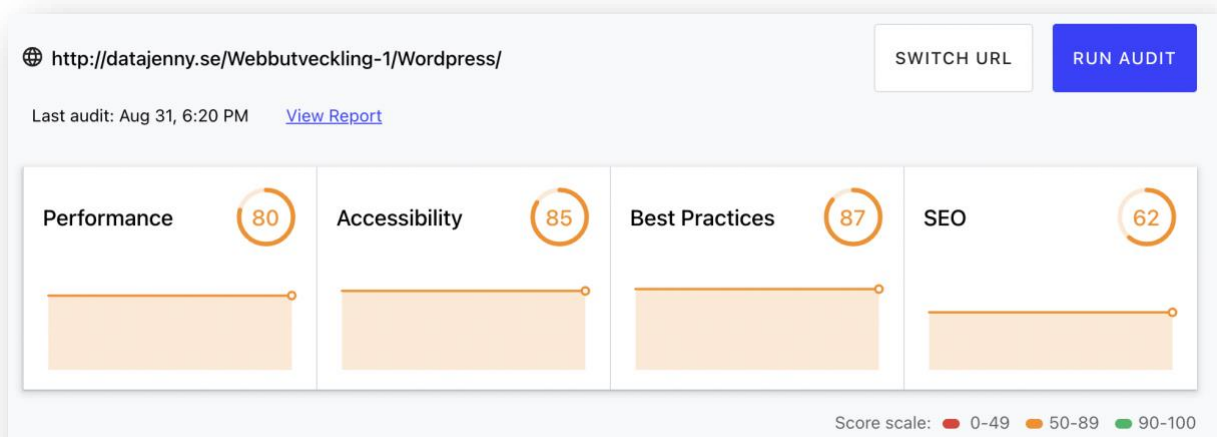 http://datajenny.se/Webbutveckling-1/Wordpress/
SWITCH URL
RUN AUDIT
Last audit: Aug 31, 6:20 PM
View Report
Performance
80
Accessibility
85
Best Practices
87
SEO
62
Score scale: 0-49 50-89 90-100